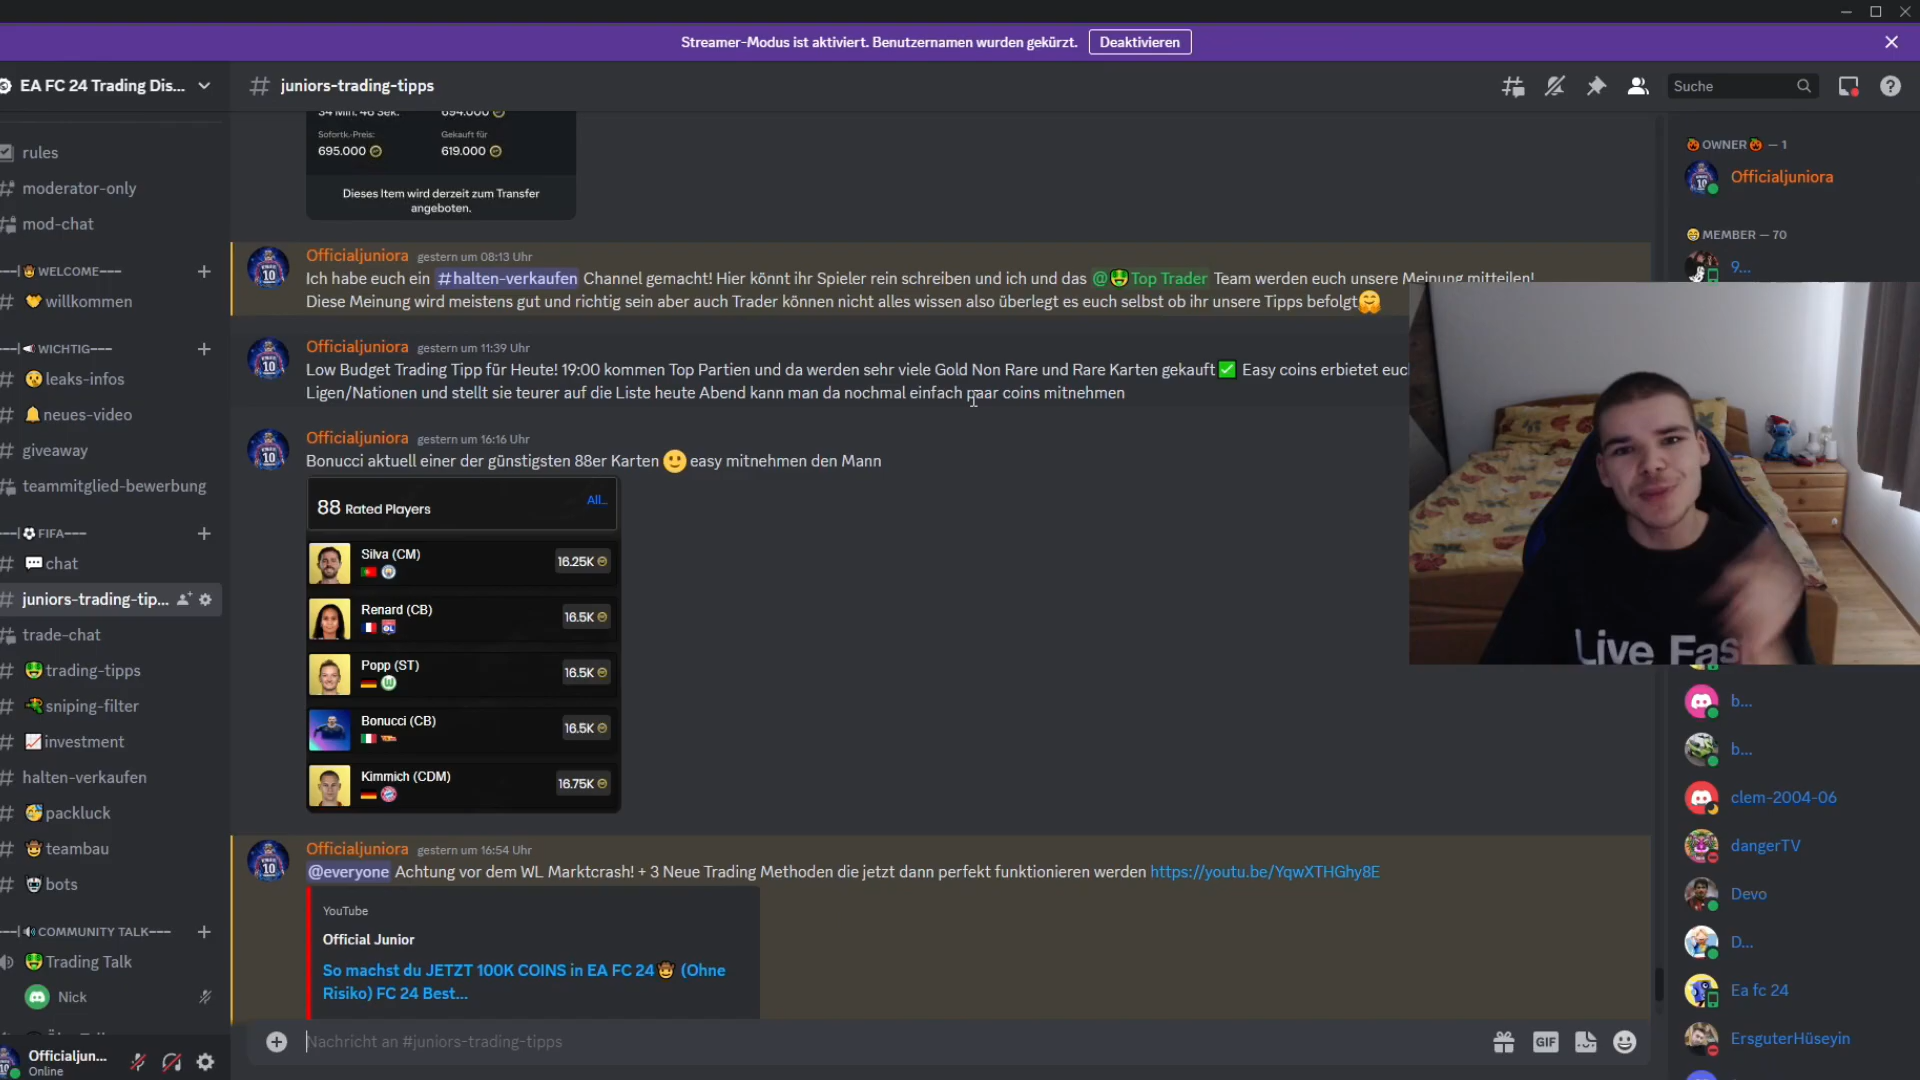 Streamer-Modus ist aktiviert. Benutzernamen wurden gekürzt.
Deaktivieren
EA FC 24 Trading Dis...
juniors-trading-tipps
Suche
rules
moderator-only
mod-chat
---| WELCOME---
willkommen
---| WICHTIG---
leaks-infos
neues-video
giveaway
teammitglied-bewerbung
---| FIFA---
chat
juniors-trading-tip...
trade-chat
trading-tipps
sniping-filter
investment
halten-verkaufen
packluck
teambau
bots
---| COMMUNITY TALK---
Trading Talk
Nick
Officialjun...
Online
34 Min. 46 Sek.
694.000
Sofortk.-Preis:
Gekauft für
695.000
619.000
Dieses Item wird derzeit zum Transfer
angeboten.
Officialjuniora gestern um 08:13 Uhr
Ich habe euch ein #halten-verkaufen Channel gemacht! Hier könnt ihr Spieler rein schreiben und ich und das @🤑Top Trader Team werden euch unsere Meinung mitteilen!
Diese Meinung wird meistens gut und richtig sein aber auch Trader können nicht alles wissen also überlegt es euch selbst ob ihr unsere Tipps befolgt🤗
Officialjuniora gestern um 11:39 Uhr
Low Budget Trading Tipp für Heute! 19:00 kommen Top Partien und da werden sehr viele Gold Non Rare und Rare Karten gekauft✅ Easy coins erbietet euc
Ligen/Nationen und stellt sie teurer auf die Liste heute Abend kann man da nochmal einfach paar coins mitnehmen
Officialjuniora gestern um 16:16 Uhr
Bonucci aktuell einer der günstigsten 88er Karten 🙂 easy mitnehmen den Mann
88 Rated Players
All...
Silva (CM)
16.25K
Renard (CB)
16.5K
Popp (ST)
16.5K
Bonucci (CB)
16.5K
Kimmich (CDM)
16.75K
Officialjuniora gestern um 16:54 Uhr
@everyone Achtung vor dem WL Marktcrash! + 3 Neue Trading Methoden die jetzt dann perfekt funktionieren werden https://youtu.be/YqwXTHGhy8E
YouTube
Official Junior
So machst du JETZT 100K COINS in EA FC 24🤠 (Ohne
Risiko) FC 24 Best...
Nachricht an #juniors-trading-tipps
GIF
OWNER — 1
Officialjuniora
MEMBER — 70
9...
b...
b...
clem-2004-06
dangerTV
Devo
D...
Ea fc 24
ErsguterHüseyin
Live Fas